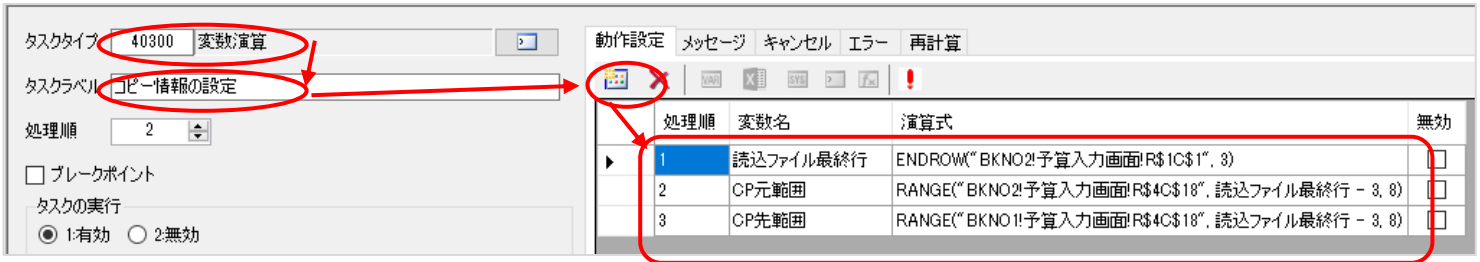 タスクタイプ 40300 変数演算
タスクラベル コピー情報の設定
処理順 2
ブレークポイント
タスクの実行
1:有効 2:無効
動作設定 メッセージ キャンセル エラー 再計算
VAR SYS fx
処理順 変数名 演算式 無効
1 読込ファイル最終行 ENDROW("BKNO2!予算入力画面!R$1C$1", 3)
2 CP元範囲 RANGE("BKNO2!予算入力画面!R$4C$18", 読込ファイル最終行 - 3, 8)
3 CP先範囲 RANGE("BKNO1!予算入力画面!R$4C$18", 読込ファイル最終行 - 3, 8)